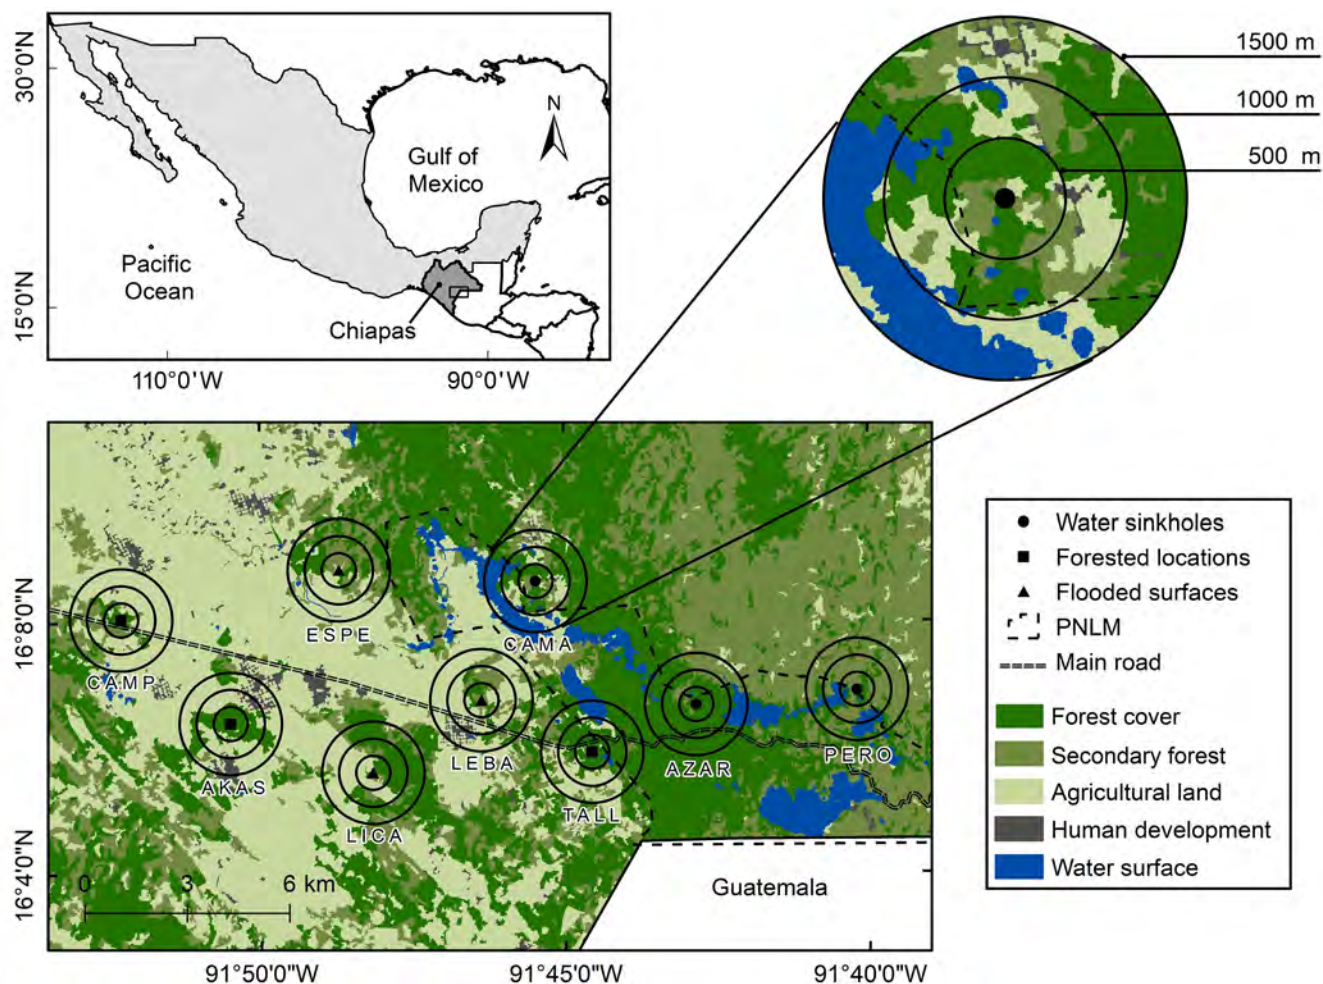 30°0'N
15°0'N
110°0'W
90°0'W
N
Gulf of
Mexico
Pacific
Ocean
Chiapas
1500 m
1000 m
500 m
16°8'0"N
16°4'0"N
ESPE
CAMA
CAMP
AKAS
LICA
LEBA
TALL
AZAR
PERO
0
3
6 km
Guatemala
91°50'0"W
91°45'0"W
91°40'0"W
Water sinkholes
Forested locations
Flooded surfaces
PNLM
Main road
Forest cover
Secondary forest
Agricultural land
Human development
Water surface